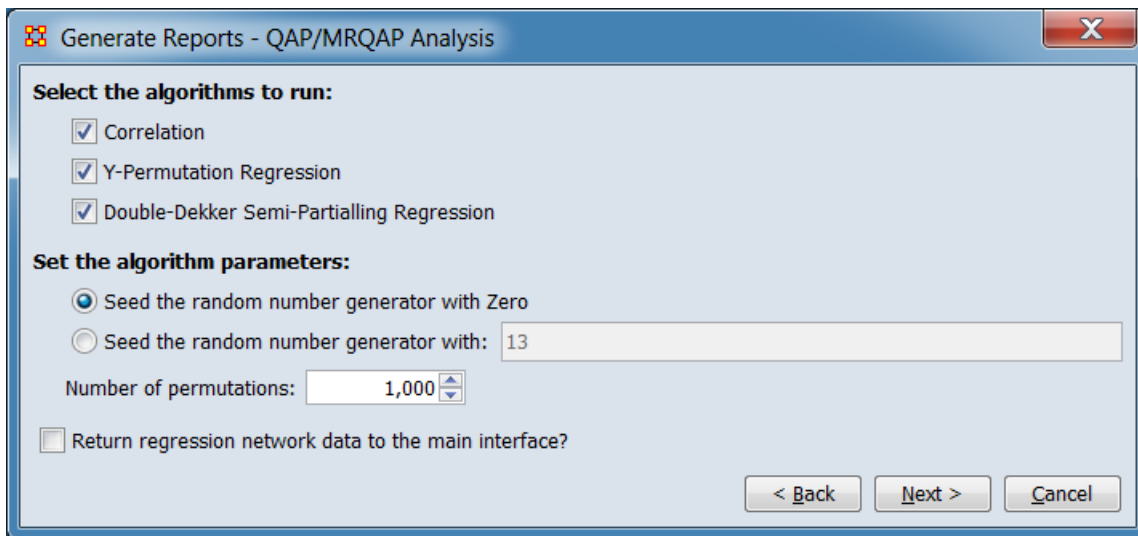 Generate Reports - QAP/MRQAP Analysis
X
Select the algorithms to run:
Correlation
Y-Permutation Regression
Double-Dekker Semi-Partialling Regression
Set the algorithm parameters:
Seed the random number generator with Zero
Seed the random number generator with: 13
Number of permutations: 1,000
Return regression network data to the main interface?
< Back Next > Cancel